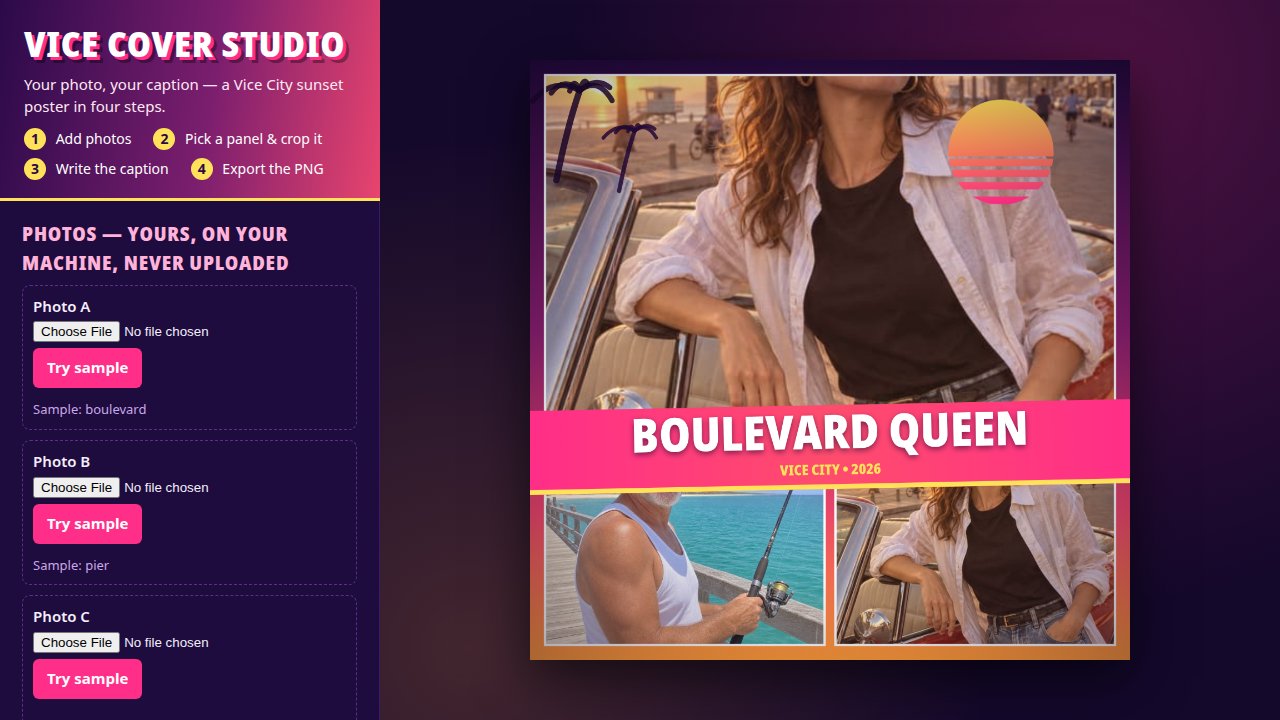 VICE COVER STUDIO
Your photo, your caption — a Vice City sunset
poster in four steps.
1 Add photos 2 Pick a panel & crop it
3 Write the caption 4 Export the PNG
PHOTOS — YOURS, ON YOUR
MACHINE, NEVER UPLOADED
Photo A
Choose File No file chosen
Try sample
Sample: boulevard
Photo B
Choose File No file chosen
Try sample
Sample: pier
Photo C
Choose File No file chosen
Try sample
BOULEVARD QUEEN
VICE CITY • 2026